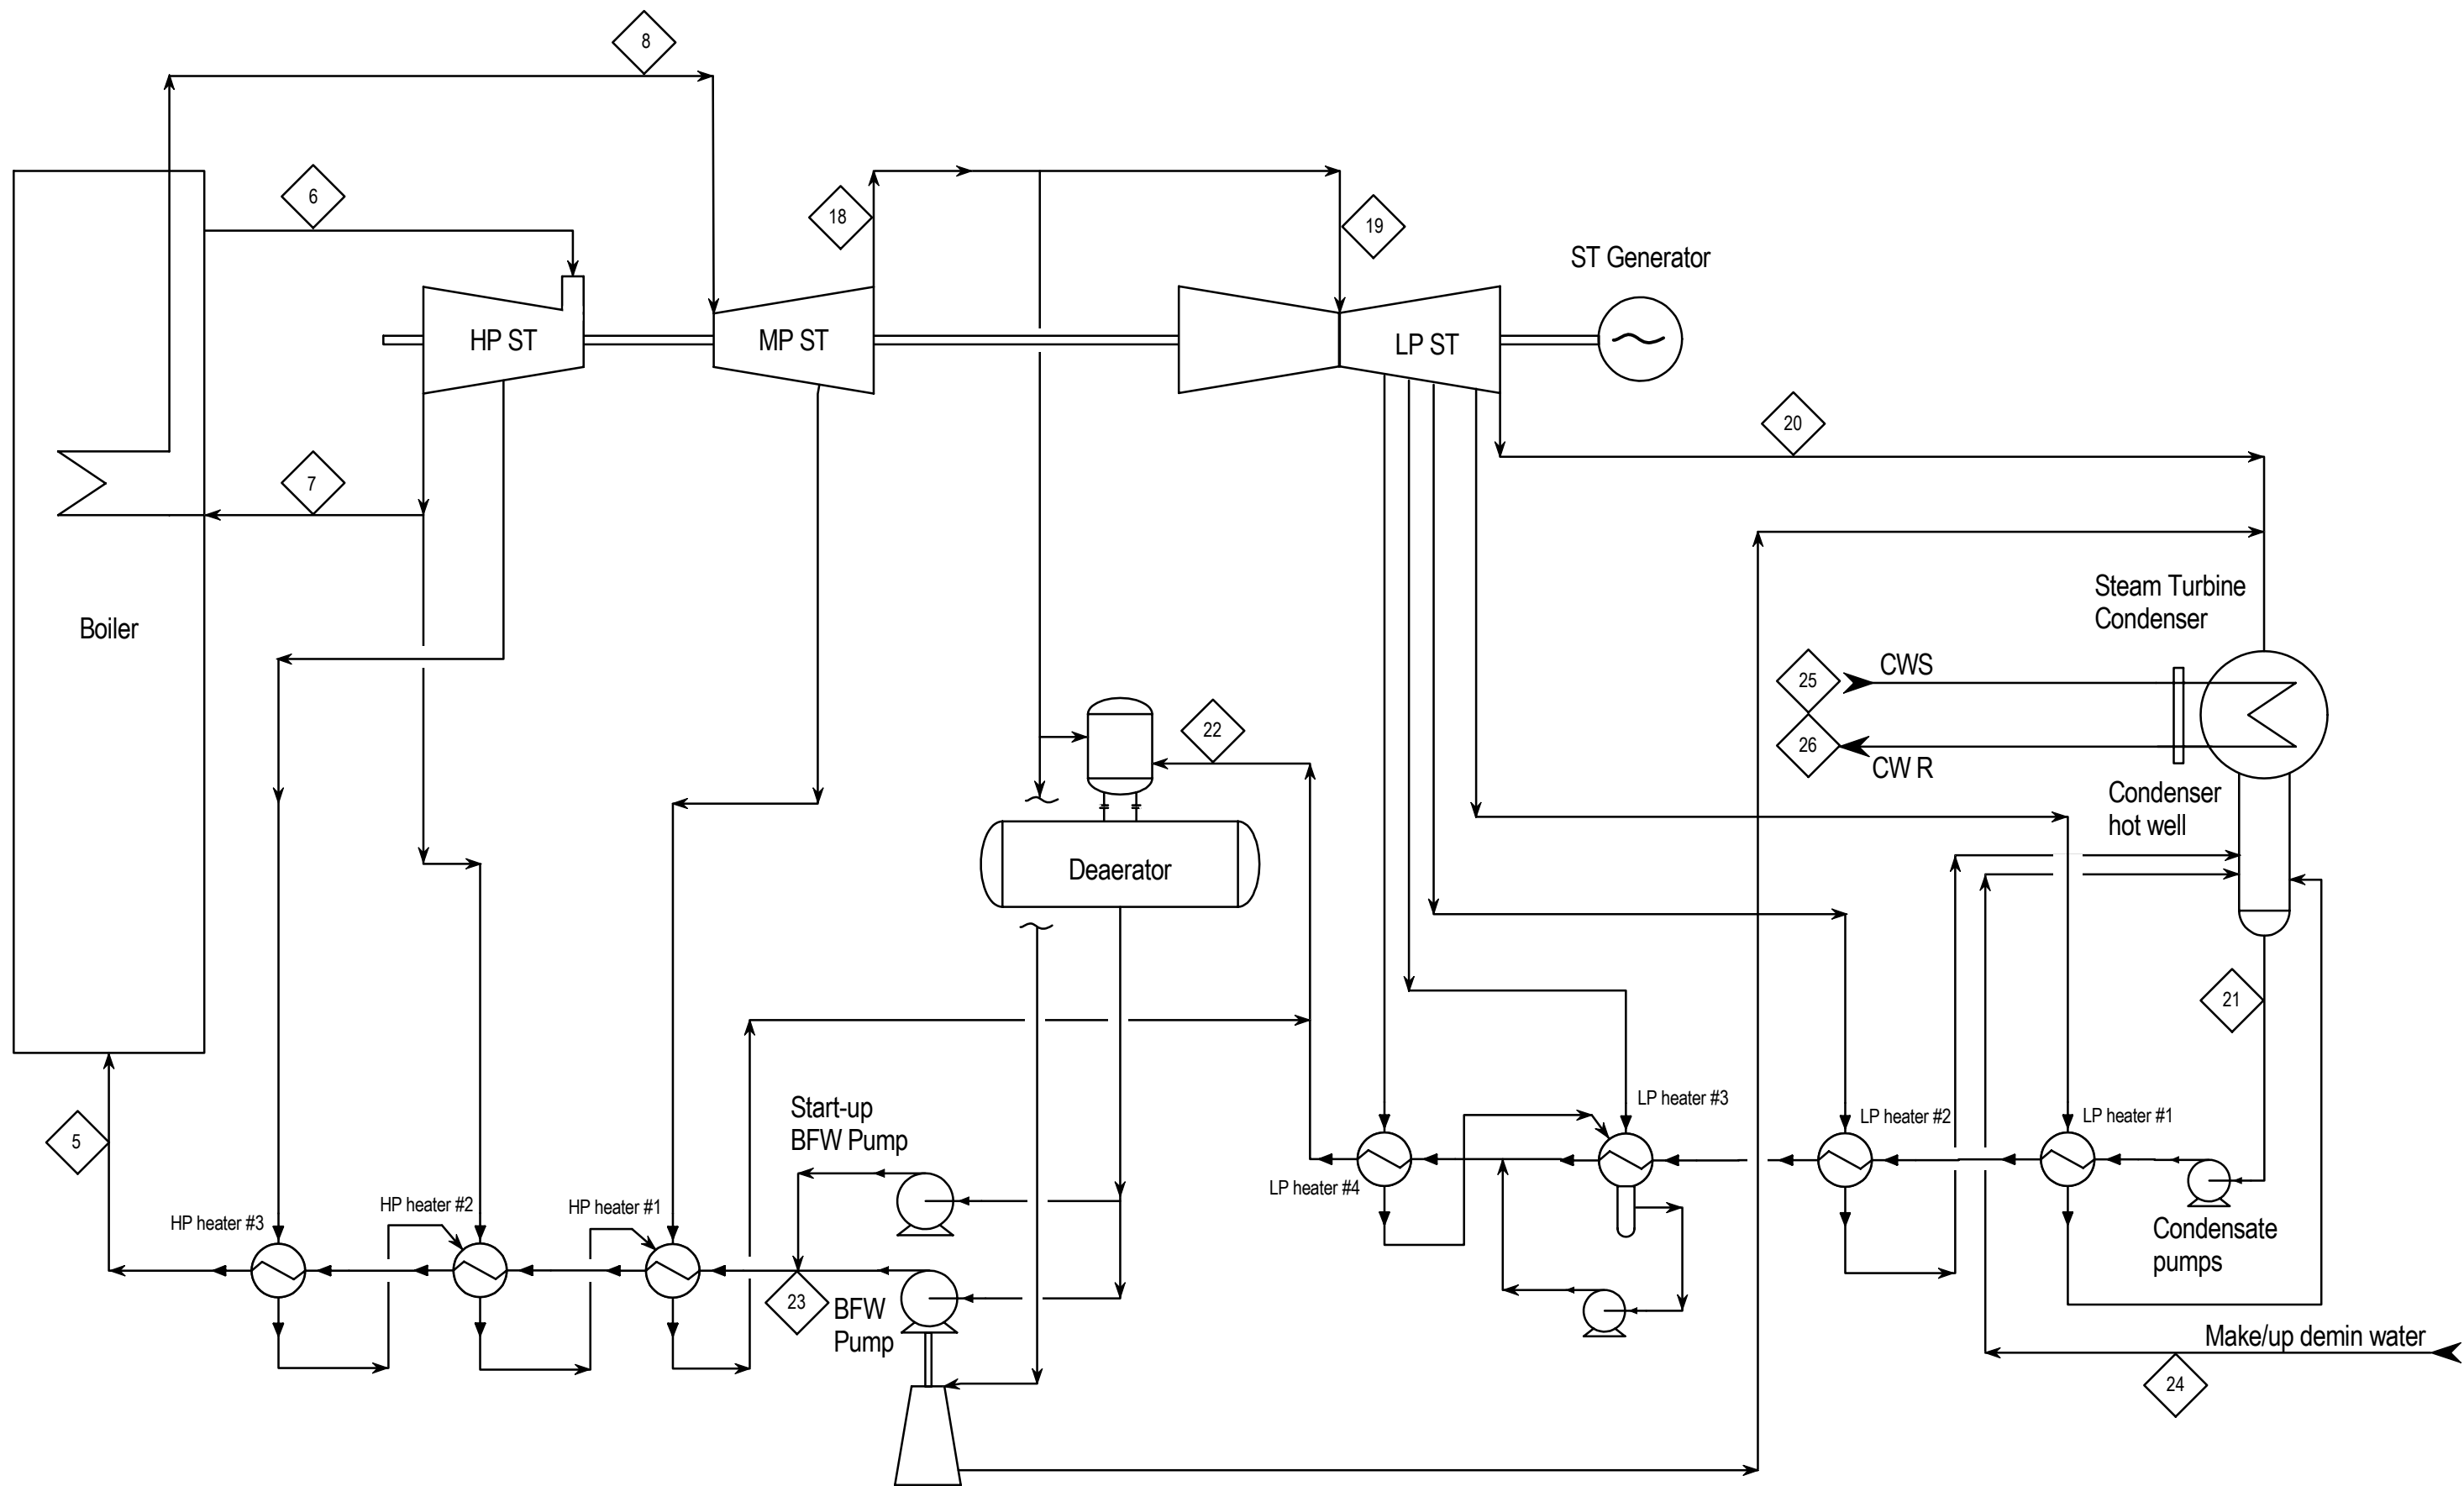 8
6
18
19
ST Generator
HP ST
MP ST
LP ST
20
7
Steam Turbine
Condenser
Boiler
25
CWS
22
26
CW R
Condenser
hot well
Deaerator
21
5
Start-up
BFW Pump
LP heater #3
LP heater #2
LP heater #1
LP heater #4
HP heater #3
HP heater #2
HP heater #1
Condensate
pumps
23
BFW
Pump
Make/up demin water
24